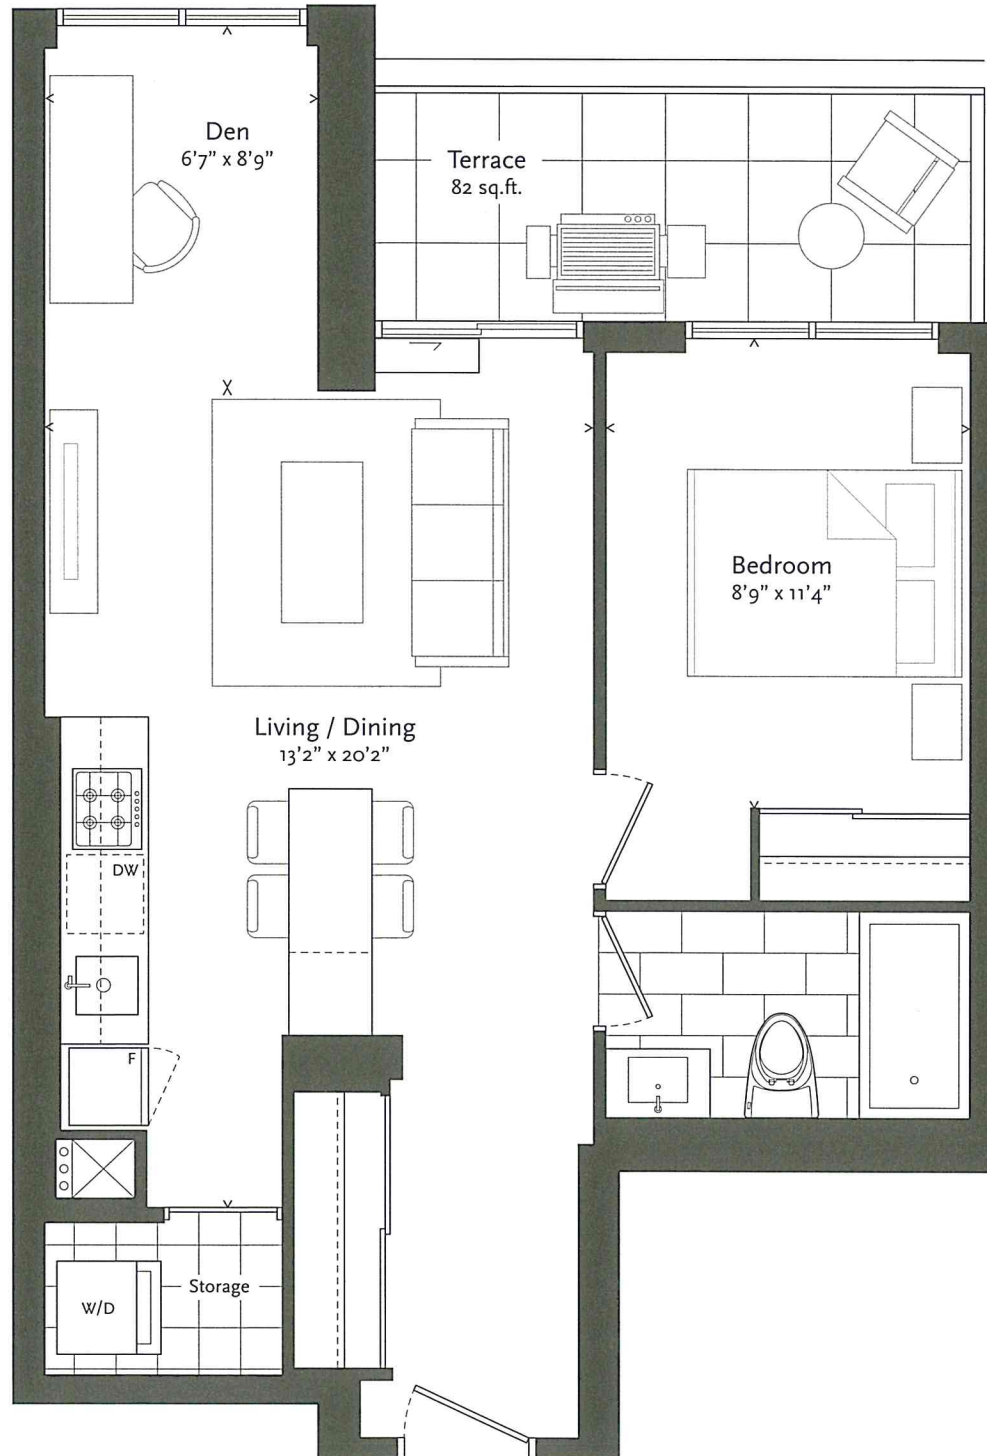 Den
6'7" x 8'9"
Terrace
82 sq.ft.
Bedroom
8'9" x 11'4"
Living / Dining
13'2" x 20'2"
DW
F
Storage
W/D